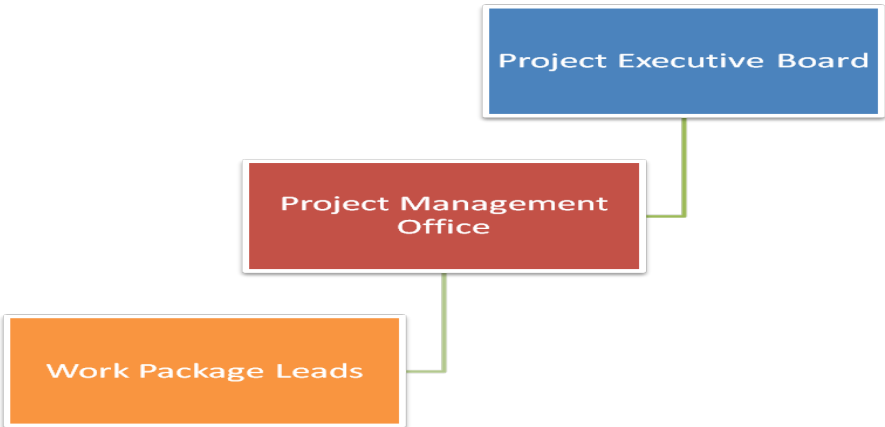 Project Executive Board
Project Management
Office
Work Package Leads